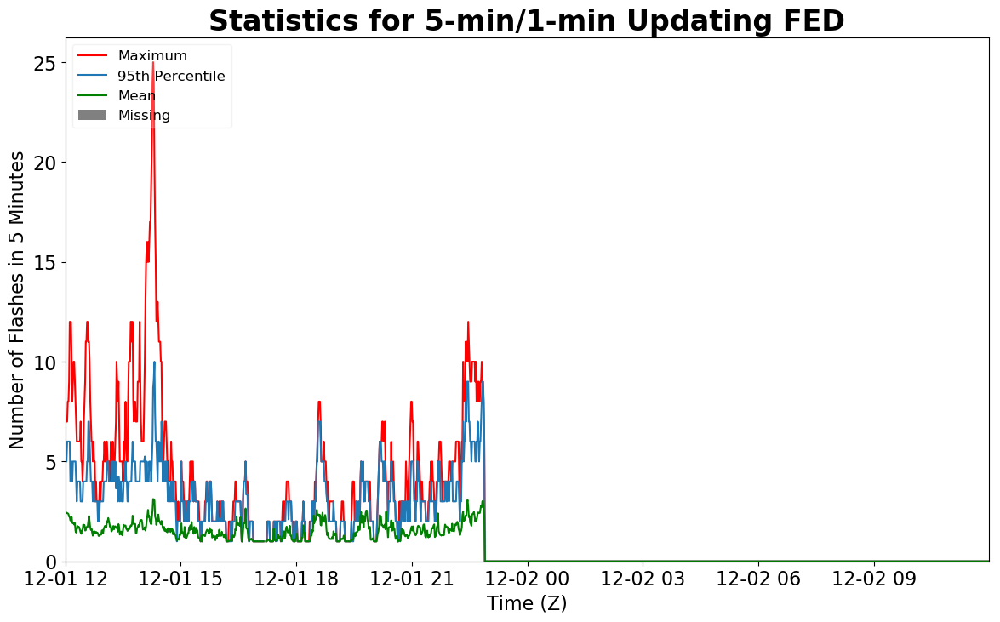 Statistics for 5-min/1-min Updating FED
Maximum
95th Percentile
Mean
Missing
Number of Flashes in 5 Minutes
25
20
15
10
5
0
12-01 12
12-01 15
12-01 18
12-01 21
12-02 00
12-02 03
12-02 06
12-02 09
Time (Z)